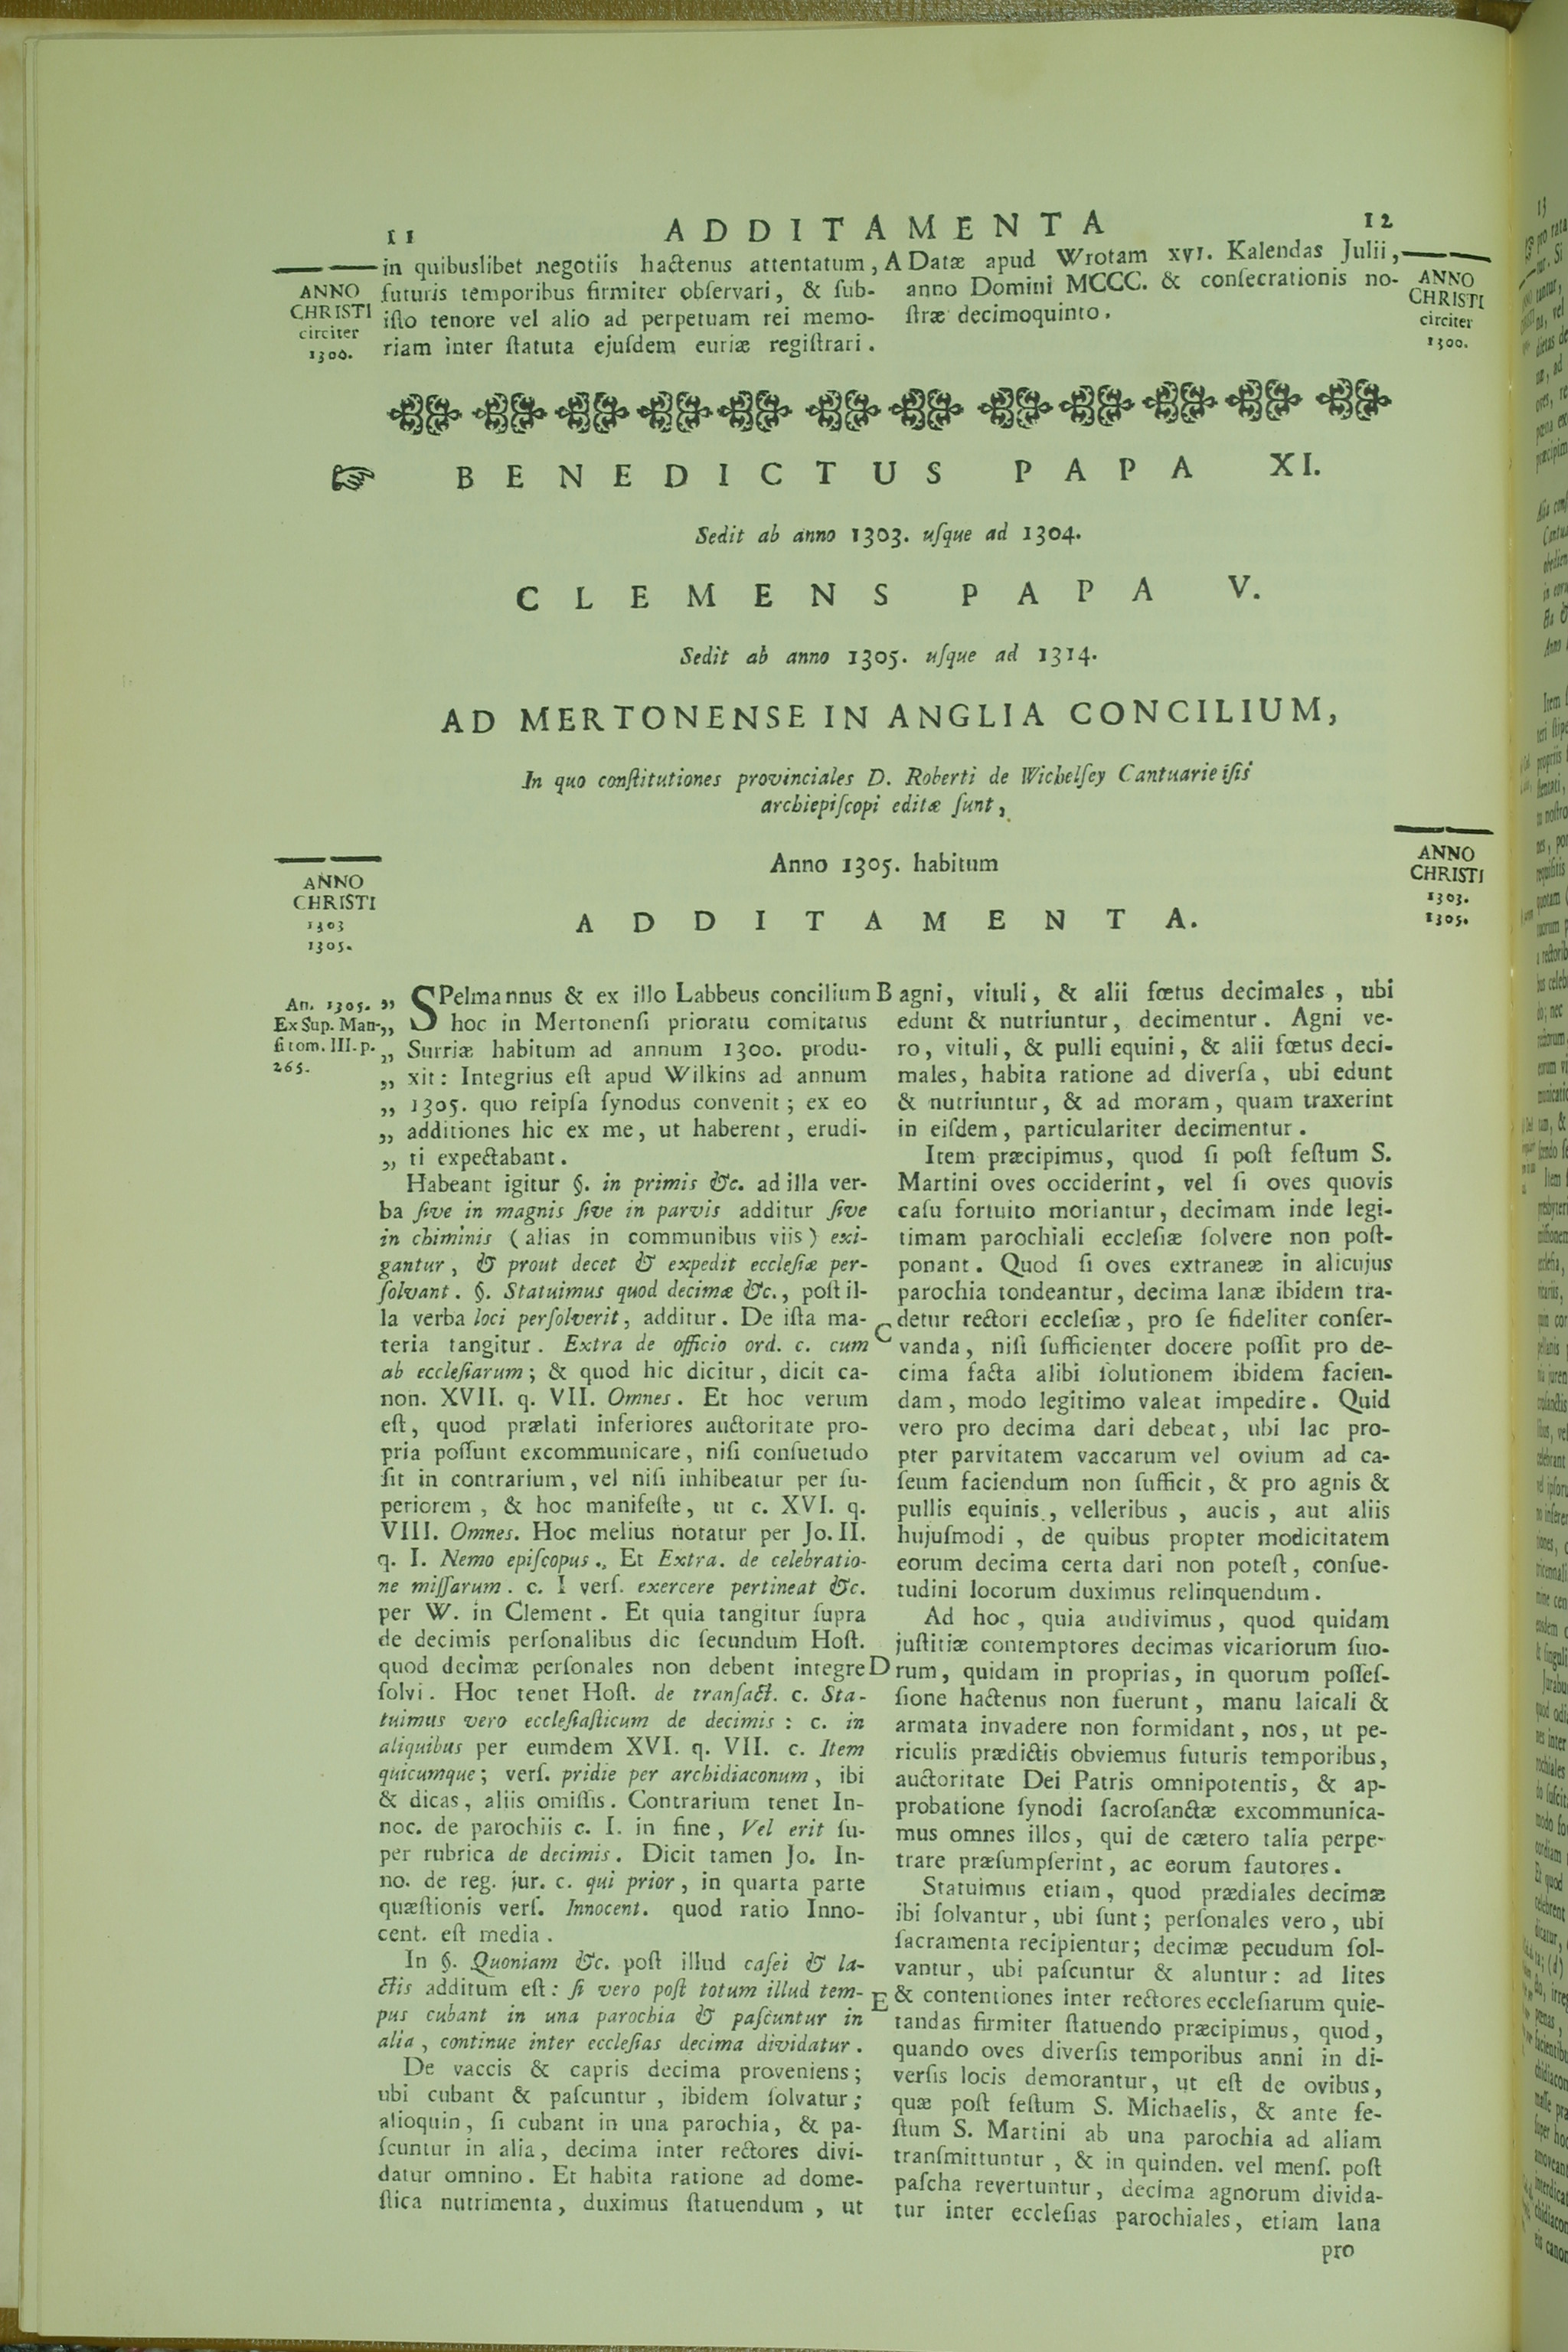 11
ADDITAMENTA
12
in quibuslibet negotiis hactenus attentatum,
futuris temporibus firmiter obſervari, & ſub-
iſto tenore vel alio ad perpetuam rei memo-
riam inter ſtatuta ejuſdem curiæ regiſtrari.
ANNO
CHRISTI
circiter
1300.
A
Datæ apud Wrotam XVI. Kalendas Julii,
anno Domini MCCC. & conſecrationis no-
ſtræ decimoquinto.
ANNO
CHRISTI
circiter
1300.
BENEDICTUS PAPA XI.
Sedit ab anno 1303. uſque ad 1304.
CLEMENS PAPA V.
Sedit ab anno 1305. uſque ad 1314.
AD MERTONENSE IN ANGLIA CONCILIUM,
In quo conſtitutiones provinciales D. Roberti de Wichelſey Cantuarieiſis
archiepiſcopi editæ ſunt,
Anno 1305. habitum
ADDITAMENTA.
ANNO
CHRISTI
1303
1305.
ANNO
CHRISTI
1303.
1305.
An. 1305.
Ex Sup. Man-
ſi tom. III. p.
265.
„ SPelmannus & ex illo Labbeus concilium
„ hoc in Mertonenſi prioratu comitatus
„ Surriæ habitum ad annum 1300. produ-
„ xit: Integrius eſt apud Wilkins ad annum
„ 1305. quo reipſa ſynodus convenit; ex eo
„ additiones hic ex me, ut haberent, erudi-
„ ti expectabant.
Habeant igitur §. in primis &c. ad illa ver-
ba ſive in magnis ſive in parvis additur ſive
in chiminis (alias in communibus viis) exi-
gantur, & prout decet & expedit eccleſiæ per-
ſolvant. §. Statuimus quod decimæ &c., poſt il-
la verba loci perſolverit, additur. De iſta ma-
teria tangitur. Extra de officio ord. c. cum
ab eccleſiarum; & quod hic dicitur, dicit ca-
non. XVII. q. VII. Omnes. Et hoc verum
eſt, quod prælati inferiores auctoritate pro-
pria poſſunt excommunicare, niſi conſuetudo
ſit in contrarium, vel niſi inhibeatur per ſu-
periorem, & hoc manifeſte, ut c. XVI. q.
VIII. Omnes. Hoc melius notatur per Jo. II.
q. I. Nemo epiſcopus., Et Extra. de celebratio-
ne miſſarum. c. I verſ. exercere pertineat &c.
per W. in Clement. Et quia tangitur ſupra
de decimis perſonalibus dic ſecundum Hoſt.
quod decimæ perſonales non debent integre
ſolvi. Hoc tenet Hoſt. de tranſact. c. Sta-
tuimus vero eccleſiaſticum de decimis: c. in
aliquibus per eumdem XVI. q. VII. c. Item
quicumque; verſ. pridie per archidiaconum, ibi
& dicas, aliis omiſſis. Contrarium tenet In-
noc. de parochiis c. I. in fine, Vel erit ſu-
per rubrica de decimis. Dicit tamen Jo. In-
no. de reg. jur. c. qui prior, in quarta parte
quæſtionis verſ. Innocent. quod ratio Inno-
cent. eſt media.
In §. Quoniam &c. poſt illud caſei & la-
ctis additum eſt: ſi vero poſt totum illud tem-
pus cubant in una parochia & paſcuntur in
alia, continue inter eccleſias decima dividatur.
De vaccis & capris decima proveniens;
ubi cubant & paſcuntur, ibidem ſolvatur;
alioquin, ſi cubant in una parochia, & pa-
ſcuntur in alia, decima inter rectores divi-
datur omnino. Et habita ratione ad dome-
ſtica nutrimenta, duximus ſtatuendum, ut
B
agni, vituli, & alii fœtus decimales, ubi
edunt & nutriuntur, decimentur. Agni ve-
ro, vituli, & pulli equini, & alii fœtus deci-
males, habita ratione ad diverſa, ubi edunt
& nutriuntur, & ad moram, quam traxerint
in eiſdem, particulariter decimentur.
Item præcipimus, quod ſi poſt feſtum S.
Martini oves occiderint, vel ſi oves quovis
caſu fortuito moriantur, decimam inde legi-
timam parochiali eccleſiæ ſolvere non poſt-
ponant. Quod ſi oves extraneæ in alicujus
parochia tondeantur, decima lanæ ibidem tra-
C
detur rectori eccleſiæ, pro ſe fideliter conſer-
vanda, niſi ſufficienter docere poſſit pro de-
cima facta alibi ſolutionem ibidem facien-
dam, modo legitimo valeat impedire. Quid
vero pro decima dari debeat, ubi lac pro-
pter parvitatem vaccarum vel ovium ad ca-
ſeum faciendum non ſufficit, & pro agnis &
pullis equinis, velleribus, aucis, aut aliis
hujuſmodi, de quibus propter modicitatem
eorum decima certa dari non poteſt, conſue-
tudini locorum duximus relinquendum.
Ad hoc, quia audivimus, quod quidam
juſtitiæ contemptores decimas vicariorum ſuo-
D
rum, quidam in proprias, in quorum poſſeſ-
ſione hactenus non fuerunt, manu laicali &
armata invadere non formidant, nos, ut pe-
riculis prædictis obviemus futuris temporibus,
auctoritate Dei Patris omnipotentis, & ap-
probatione ſynodi ſacroſanctæ excommunica-
mus omnes illos, qui de cætero talia perpe-
trare præſumpſerint, ac eorum fautores.
Statuimus etiam, quod prædiales decimæ
ibi ſolvantur, ubi ſunt; perſonales vero, ubi
ſacramenta recipientur; decimæ pecudum ſol-
vantur, ubi paſcuntur & aluntur: ad lites
E
& contentiones inter rectores eccleſiarum quie-
tandas firmiter ſtatuendo præcipimus, quod,
quando oves diverſis temporibus anni in di-
verſis locis demorantur, ut eſt de ovibus,
quæ poſt feſtum S. Michaelis, & ante fe-
ſtum S. Martini ab una parochia ad aliam
tranſmittuntur, & in quinden. vel menſ. poſt
paſcha revertuntur, decima agnorum divida-
tur inter eccleſias parochiales, etiam lana
pro